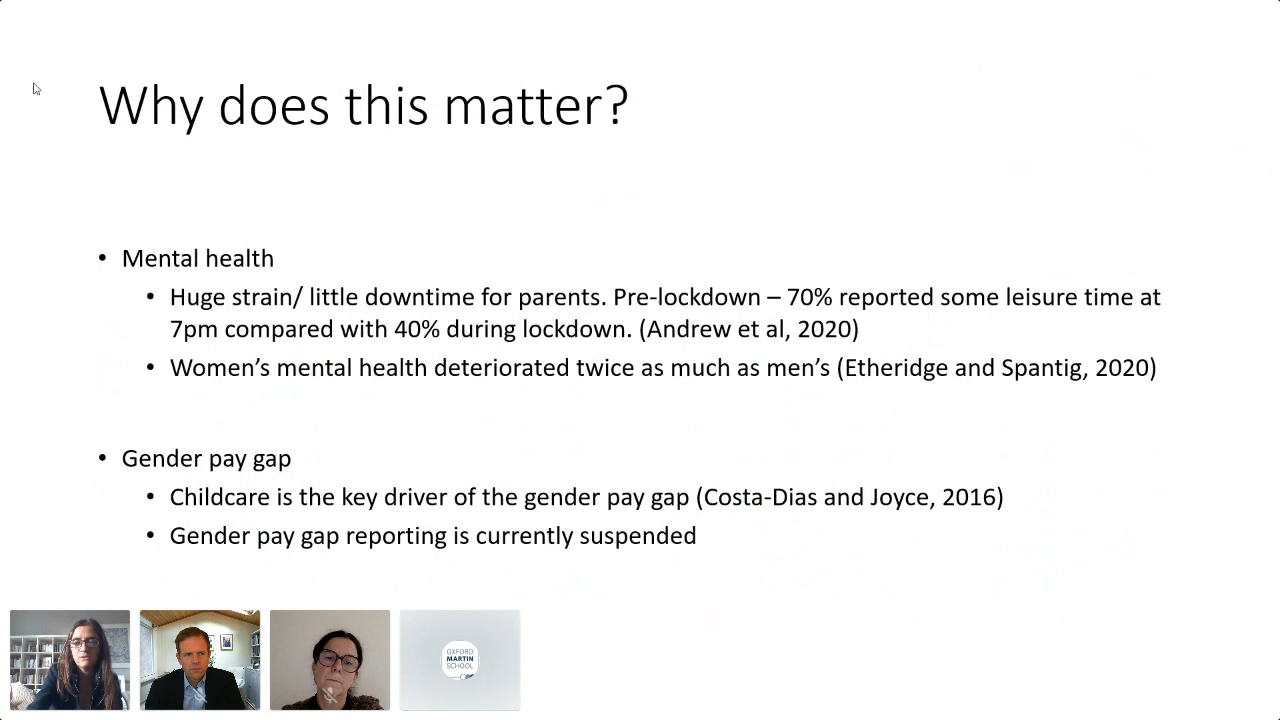 Why does this matter?
• Mental health
• Huge strain/ little downtime for parents. Pre-lockdown – 70% reported some leisure time at
7pm compared with 40% during lockdown. (Andrew et al, 2020)
• Women’s mental health deteriorated twice as much as men’s (Etheridge and Spantig, 2020)
• Gender pay gap
• Childcare is the key driver of the gender pay gap (Costa-Dias and Joyce, 2016)
• Gender pay gap reporting is currently suspended
OXFORD
MARTIN
SCHOOL